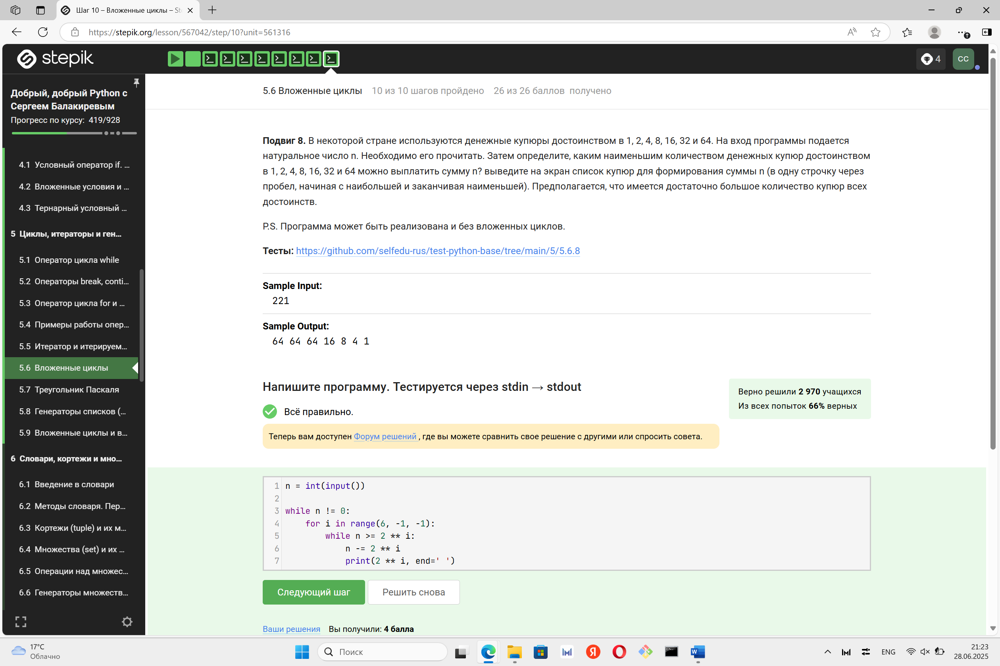 Шаг 10 – Вложенные циклы – St
https://stepik.org/lesson/567042/step/10?unit=561316
stepik
4
CC
Добрый, добрый Python с
Сергеем Балакиревым
Прогресс по курсу: 419/928
4.1 Условный оператор if. ...
4.2 Вложенные условия и ...
4.3 Тернарный условный ...
5 Циклы, итераторы и ген...
5.1 Оператор цикла while
5.2 Операторы break, conti...
5.3 Оператор цикла for и ...
5.4 Примеры работы опер...
5.5 Итератор и итерируем...
5.6 Вложенные циклы
5.7 Треугольник Паскаля
5.8 Генераторы списков (...
5.9 Вложенные циклы и в...
6 Словари, кортежи и мно...
6.1 Введение в словари
6.2 Методы словаря. Пер...
6.3 Кортежи (tuple) и их м...
6.4 Множества (set) и их ...
6.5 Операции над множес...
6.6 Генераторы множеств...
5.6 Вложенные циклы 10 из 10 шагов пройдено 26 из 26 баллов получено
Подвиг 8. В некоторой стране используются денежные купюры достоинством в 1, 2, 4, 8, 16, 32 и 64. На вход программы подается
натуральное число n. Необходимо его прочитать. Затем определите, каким наименьшим количеством денежных купюр достоинством
в 1, 2, 4, 8, 16, 32 и 64 можно выплатить сумму n? выведите на экран список купюр для формирования суммы n (в одну строчку через
пробел, начиная с наибольшей и заканчивая наименьшей). Предполагается, что имеется достаточно большое количество купюр всех
достоинств.
P.S. Программа может быть реализована и без вложенных циклов.
Тесты: https://github.com/selfedu-rus/test-python-base/tree/main/5/5.6.8
Sample Input:
221
Sample Output:
64 64 64 16 8 4 1
Напишите программу. Тестируется через stdin → stdout
Верно решили 2 970 учащихся
Из всех попыток 66% верных
Всё правильно.
Теперь вам доступен Форум решений , где вы можете сравнить свое решение с другими или спросить совета.
1 n = int(input())
2
3 while n != 0:
4     for i in range(6, -1, -1):
5         while n >= 2 ** i:
6             n -= 2 ** i
7             print(2 ** i, end=' ')
Следующий шаг
Решить снова
Ваши решения Вы получили: 4 балла
17°C
Облачно
Поиск
ENG
21:23
28.06.2025